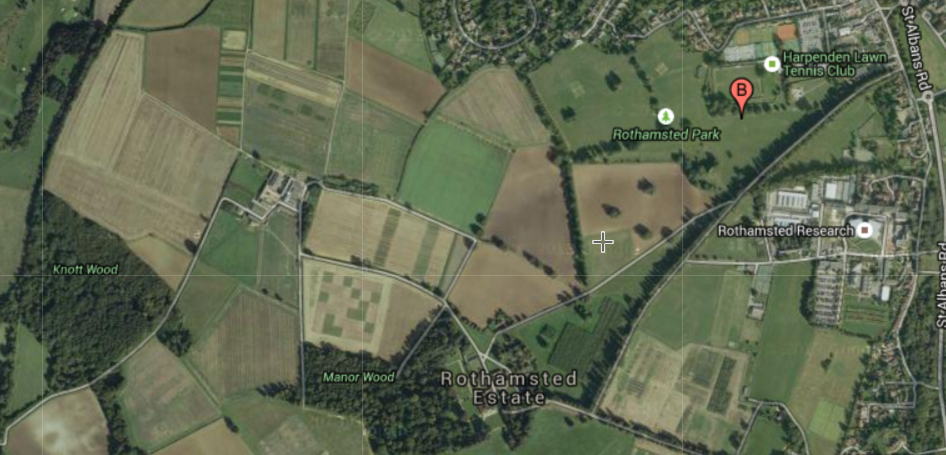 St Albans Rd
Harpenden Lawn
Tennis Club
B
Rothamsted Park
Rothamsted Research
Knott Wood
St Albans Rd
Manor Wood
Rothamsted
Estate